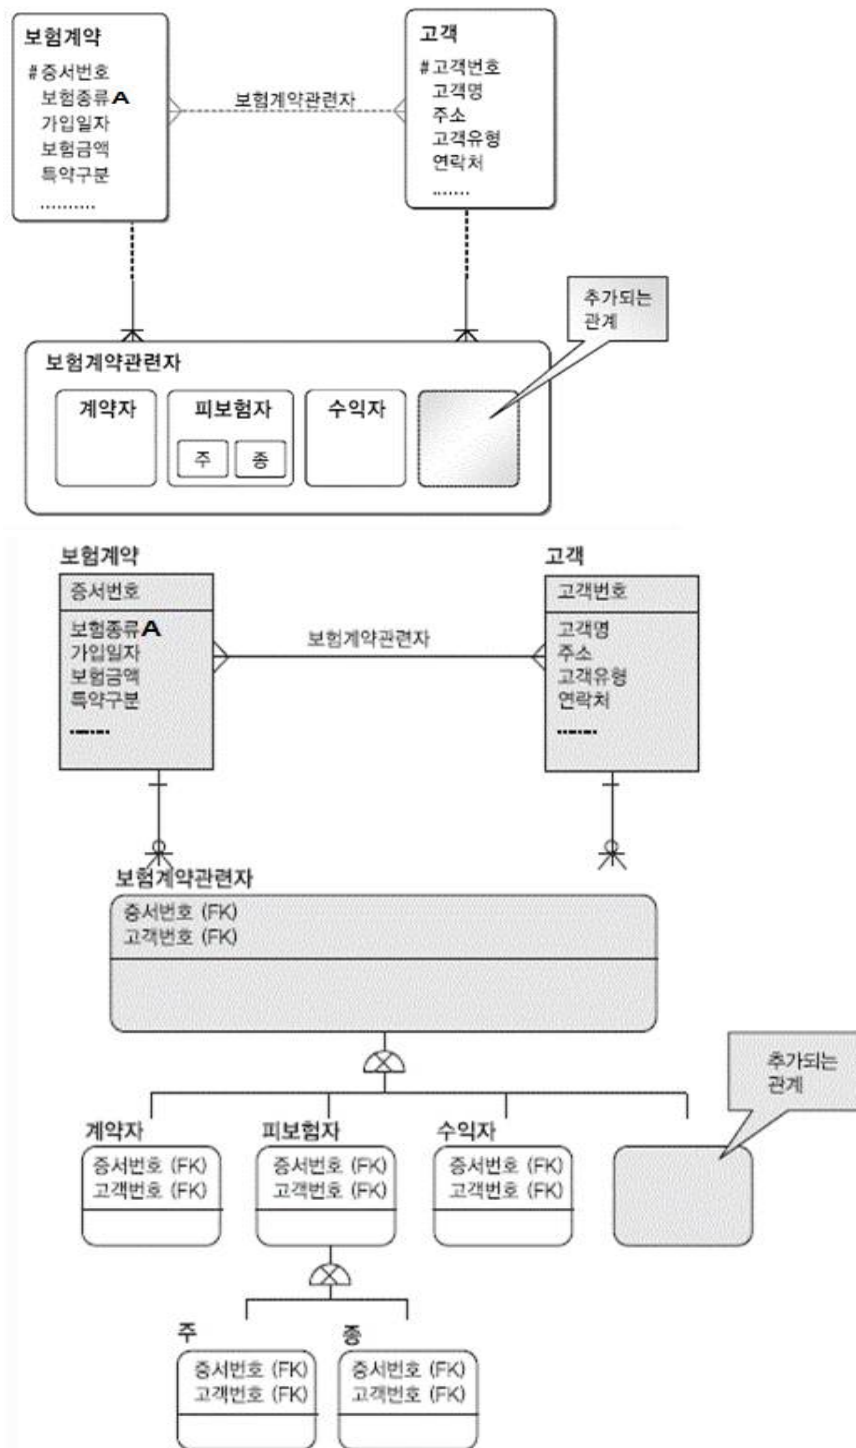 보험계약
#증서번호
보험종류A
가입일자
보험금액
특약구분
..........
보험계약관련자
고객
#고객번호
고객명
주소
고객유형
연락처
.......
추가되는
관계
보험계약관련자
계약자
피보험자
주
종
수익자
보험계약
증서번호
보험종류A
가입일자
보험금액
특약구분
.......
보험계약관련자
고객
고객번호
고객명
주소
고객유형
연락처
.......
보험계약관련자
증서번호 (FK)
고객번호 (FK)
추가되는
관계
계약자
증서번호 (FK)
고객번호 (FK)
피보험자
증서번호 (FK)
고객번호 (FK)
수익자
증서번호 (FK)
고객번호 (FK)
주
증서번호 (FK)
고객번호 (FK)
종
증서번호 (FK)
고객번호 (FK)